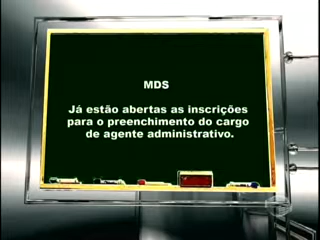 MDS
Já estão abertas as inscrições
para o preenchimento do cargo
de agente administrativo.